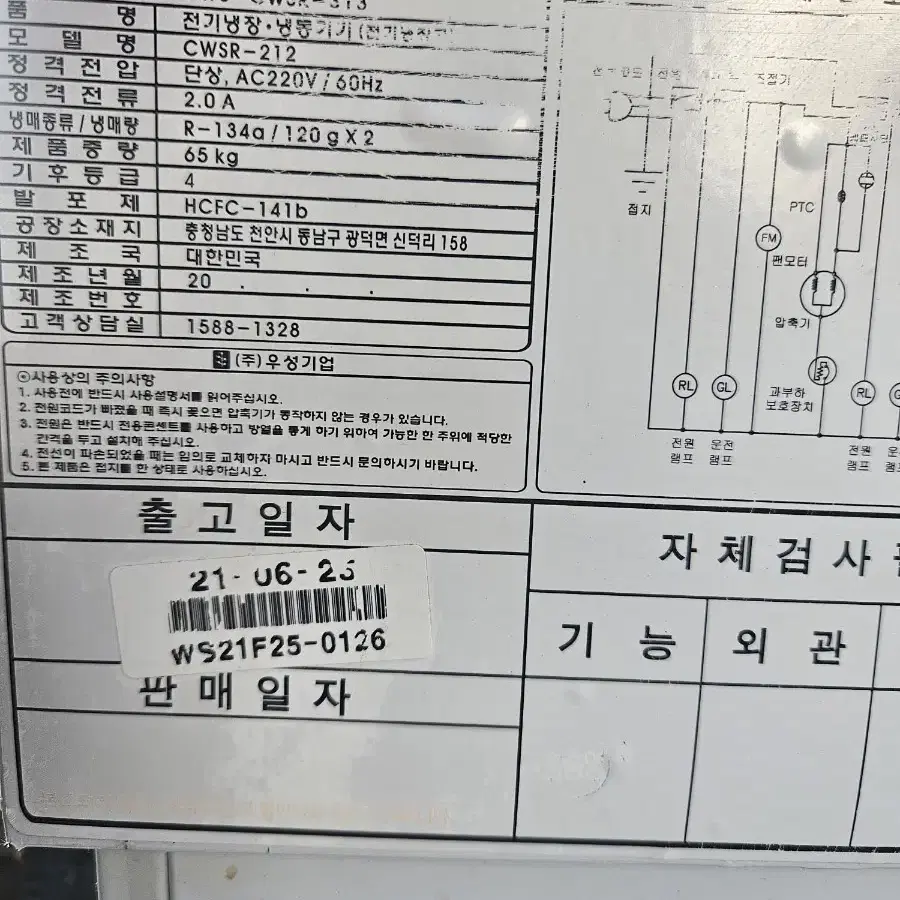 품 명 전기냉장·냉동기기 (전기냉장고)
모 델 명 CWSR-212
정격전압 단상, AC220V / 60Hz
정격전류 2.0 A
냉매종류 / 냉매량 R-134a / 120 g X 2
제품중량 65 kg
기후등급 4
발 포 제 HCFC-141b
공장소재지 충청남도 천안시 동남구 광덕면 신덕리 158
제 조 국 대한민국
제조년월 20 . .
제조번호
고객상담실 1588-1328
(주)우성기업
사용상의 주의사항
1. 사용전에 반드시 사용설명서를 읽어주십시오.
2. 전원코드가 빠졌을 때 즉시 꽂으면 압축기가 동작하지 않는 경우가 있습니다.
3. 전원은 반드시 전용콘센트를 사용하고 방열을 통게 하기 위하여 가능한 한 주위에 적당한
간격을 두고 설치해 주십시오.
4. 전선이 파손되었을 때는 임의로 교체하지 마시고 반드시 문의하시기 바랍니다.
5. 본 제품은 접지를 한 상태로 사용하십시오.
접지
PTC
FM
팬모터
압축기
과부하
보호장치
RL
GL
RL
전원
램프
운전
램프
전원
램프
출 고 일 자
자 체 검 사
21-06-25
WS21F25-0126
기 능
외 관
판 매 일 자